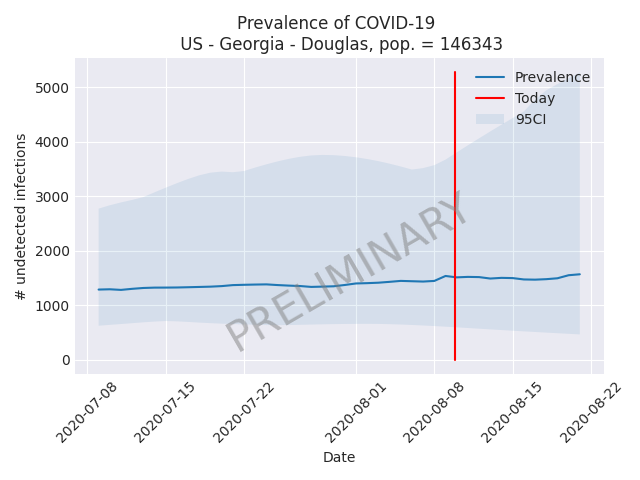 Prevalence of COVID-19
US - Georgia - Douglas, pop. = 146343
Prevalence
Today
95CI
# undetected infections
5000
4000
3000
2000
1000
0
PRELIMINARY
2020-07-08
2020-07-15
2020-07-22
2020-08-01
2020-08-08
2020-08-15
2020-08-22
Date